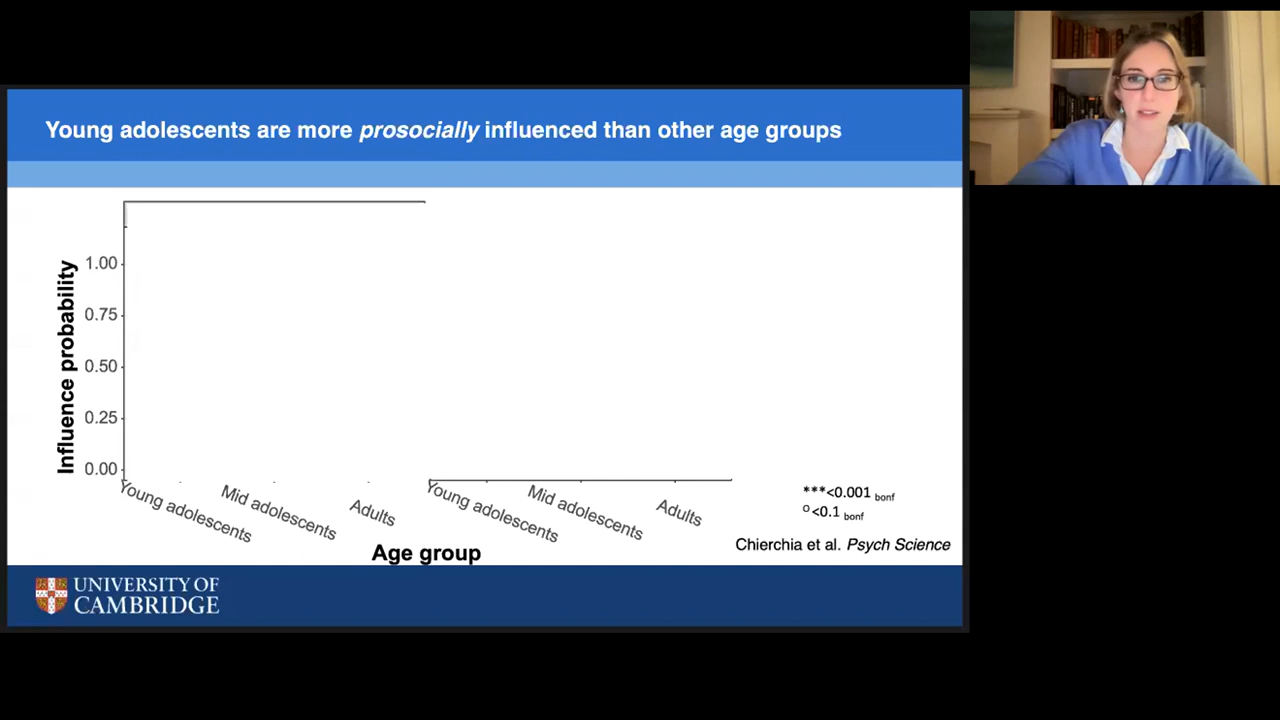 Young adolescents are more prosocially influenced than other age groups
Influence probability
1.00
0.75
0.50
0.25
0.00
Young adolescents
Mid adolescents
Adults
Young adolescents
Mid adolescents
Adults
Age group
***<0.001 bonf
o<0.1 bonf
Chierchia et al. Psych Science
UNIVERSITY OF
CAMBRIDGE